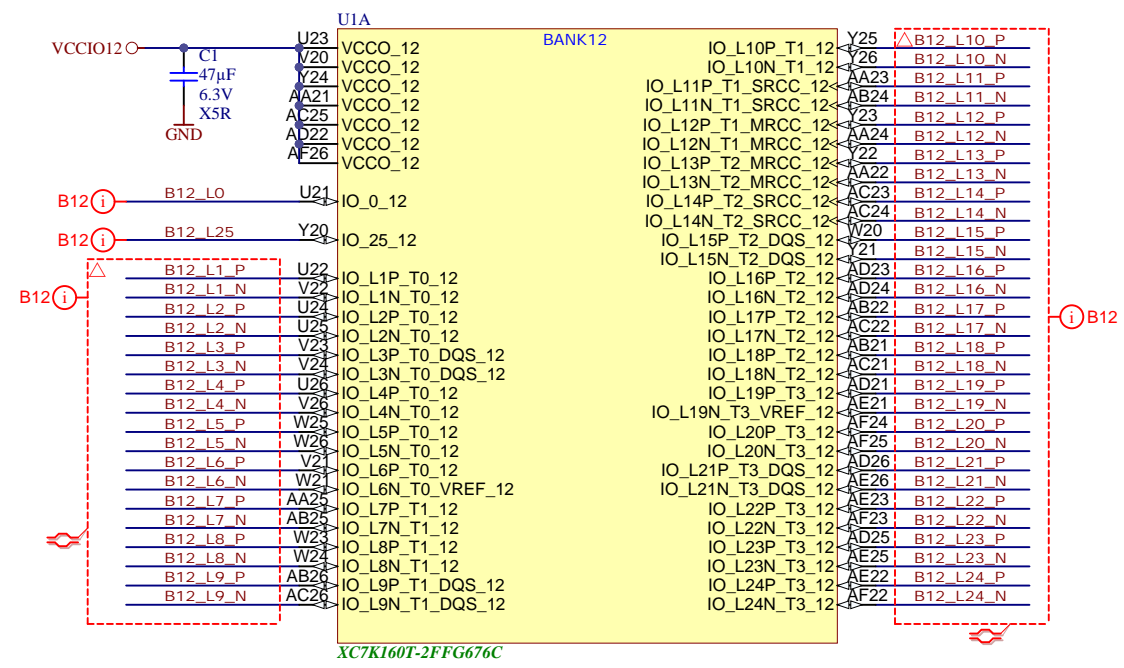 U1A
BANK12
VCCIO12
C1
47µF
6.3V
X5R
GND
U23 VCCO_12
V20 VCCO_12
Y24 VCCO_12
AA21 VCCO_12
AC25 VCCO_12
AD22 VCCO_12
AF26 VCCO_12
B12 i B12_L0 U21 IO_0_12
B12 i B12_L25 Y20 IO_25_12
B12 i
B12_L1_P U22 IO_L1P_T0_12
B12_L1_N V22 IO_L1N_T0_12
B12_L2_P U24 IO_L2P_T0_12
B12_L2_N U25 IO_L2N_T0_12
B12_L3_P V23 IO_L3P_T0_DQS_12
B12_L3_N V24 IO_L3N_T0_DQS_12
B12_L4_P U26 IO_L4P_T0_12
B12_L4_N V26 IO_L4N_T0_12
B12_L5_P W25 IO_L5P_T0_12
B12_L5_N W26 IO_L5N_T0_12
B12_L6_P V21 IO_L6P_T0_12
B12_L6_N W21 IO_L6N_T0_VREF_12
B12_L7_P AA25 IO_L7P_T1_12
B12_L7_N AB25 IO_L7N_T1_12
B12_L8_P W23 IO_L8P_T1_12
B12_L8_N W24 IO_L8N_T1_12
B12_L9_P AB26 IO_L9P_T1_DQS_12
B12_L9_N AC26 IO_L9N_T1_DQS_12
IO_L10P_T1_12 Y25 B12_L10_P
IO_L10N_T1_12 Y26 B12_L10_N
IO_L11P_T1_SRCC_12 AA23 B12_L11_P
IO_L11N_T1_SRCC_12 AB24 B12_L11_N
IO_L12P_T1_MRCC_12 Y23 B12_L12_P
IO_L12N_T1_MRCC_12 AA24 B12_L12_N
IO_L13P_T2_MRCC_12 Y22 B12_L13_P
IO_L13N_T2_MRCC_12 AA22 B12_L13_N
IO_L14P_T2_SRCC_12 AC23 B12_L14_P
IO_L14N_T2_SRCC_12 AC24 B12_L14_N
IO_L15P_T2_DQS_12 W20 B12_L15_P
IO_L15N_T2_DQS_12 Y21 B12_L15_N
IO_L16P_T2_12 AD23 B12_L16_P
IO_L16N_T2_12 AD24 B12_L16_N
IO_L17P_T2_12 AB22 B12_L17_P
IO_L17N_T2_12 AC22 B12_L17_N
IO_L18P_T2_12 AB21 B12_L18_P
IO_L18N_T2_12 AC21 B12_L18_N
IO_L19P_T3_12 AD21 B12_L19_P
IO_L19N_T3_VREF_12 AE21 B12_L19_N
IO_L20P_T3_12 AF24 B12_L20_P
IO_L20N_T3_12 AF25 B12_L20_N
IO_L21P_T3_DQS_12 AD26 B12_L21_P
IO_L21N_T3_DQS_12 AE26 B12_L21_N
IO_L22P_T3_12 AE23 B12_L22_P
IO_L22N_T3_12 AF23 B12_L22_N
IO_L23P_T3_12 AD25 B12_L23_P
IO_L23N_T3_12 AE25 B12_L23_N
IO_L24P_T3_12 AE22 B12_L24_P
IO_L24N_T3_12 AF22 B12_L24_N
i B12
XC7K160T-2FFG676C